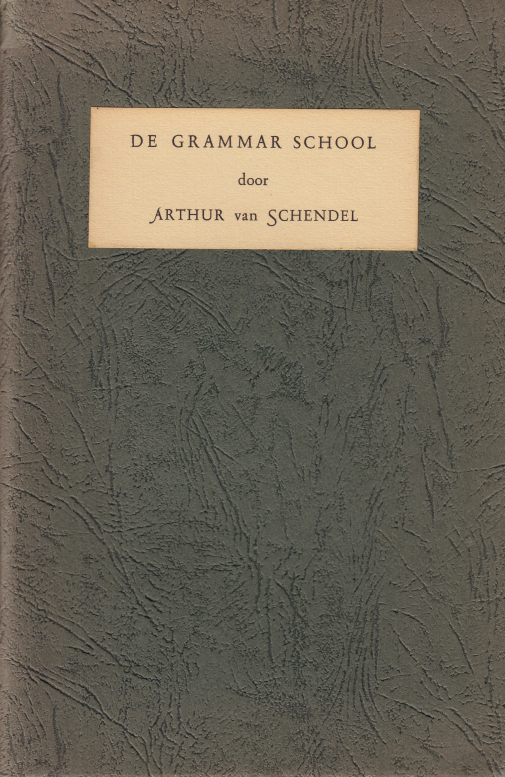 DE GRAMMAR SCHOOL
door
ARTHUR van SCHENDEL